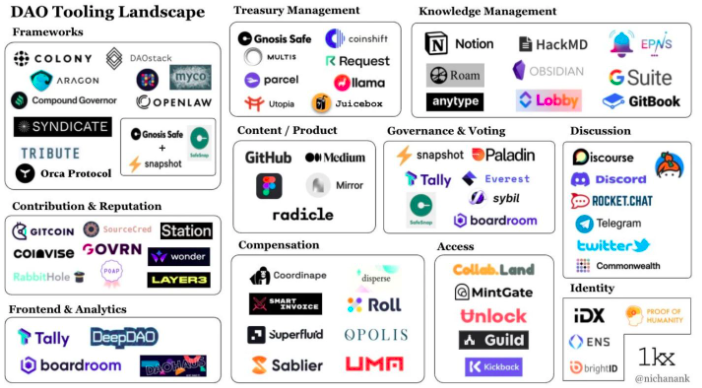 DAO Tooling Landscape
Frameworks
COLONY
DAOstack
ARAGON
myco
Compound Governor
OPENLAW
SYNDICATE
Gnosis Safe
+
snapshot
SafeSnap
TRIBUTE
Orca Protocol
Treasury Management
Gnosis Safe
coinshift
MULTIS
Request
parcel
llama
Utopia
Juicebox
Knowledge Management
Notion
HackMD
EPNS
Roam
OBSIDIAN
G Suite
anytype
Lobby
GitBook
Content / Product
GitHub
Medium
Mirror
radicle
Governance & Voting
snapshot
Paladin
Tally
Everest
SafeSnap
sybil
boardroom
Discussion
Discourse
Discord
ROCKET.CHAT
Telegram
twitter
Commonwealth
Contribution & Reputation
GITCOIN
SourceCred
Station
COINVISE
GOVRN
wonder
RabbitHole
POAP
LAYER3
Compensation
Coordinape
disperse
SMART
INVOICE
Roll
Superfluid
OPOLIS
Sablier
UMA
Access
Collab.Land
MintGate
Unlock
Guild
Kickback
Identity
IDX
PROOF OF
HUMANITY
ENS
brightID
1kx
@nichanank
Frontend & Analytics
Tally
DeepDAO
boardroom